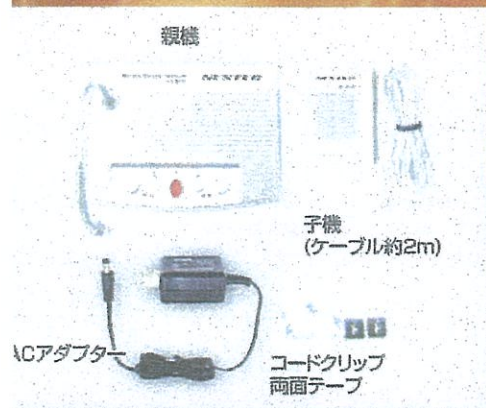 親機
子機
(ケーブル約2m)
ACアダプター
コードクリップ
両面テープ